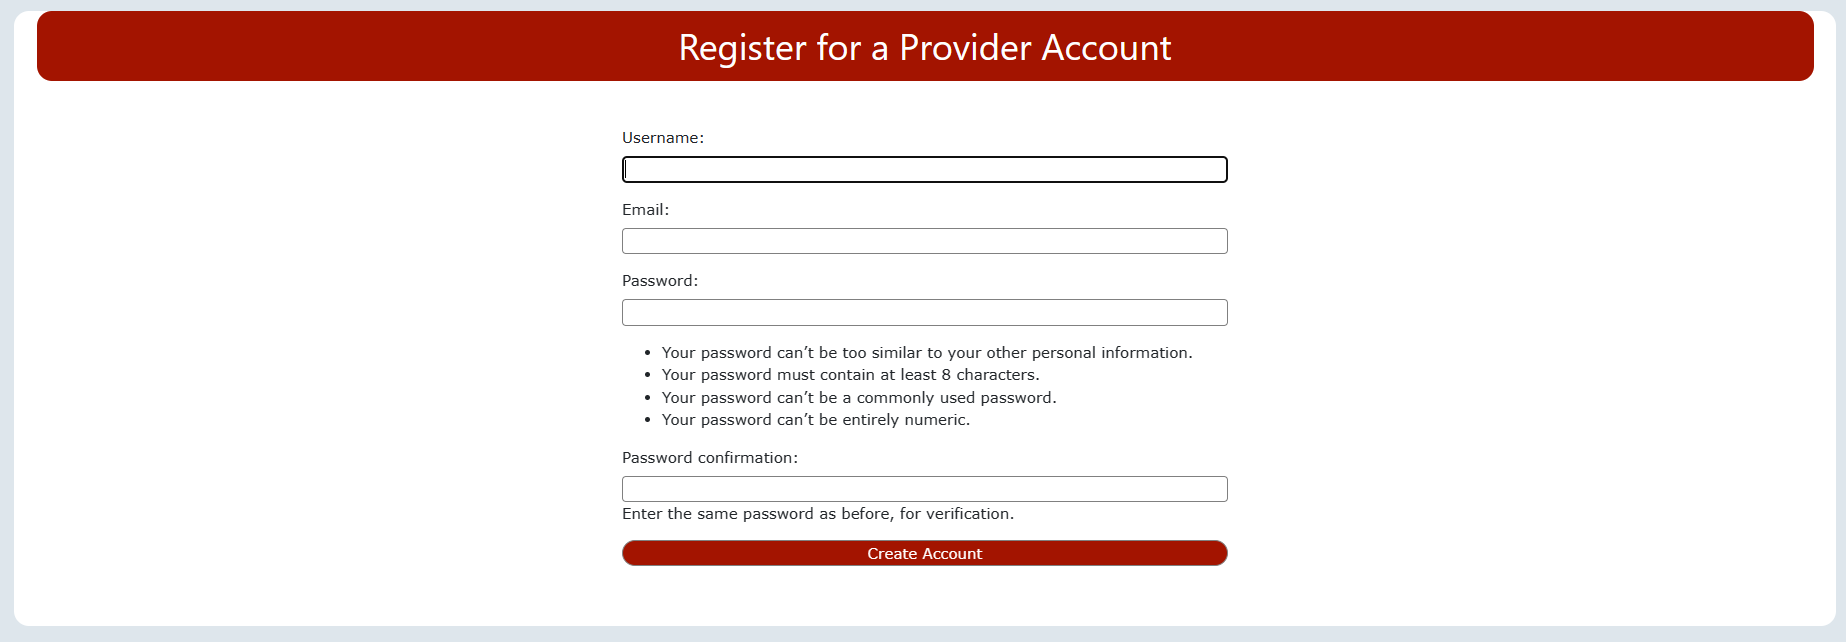 Register for a Provider Account
Username:
Email:
Password:
• Your password can’t be too similar to your other personal information.
• Your password must contain at least 8 characters.
• Your password can’t be a commonly used password.
• Your password can’t be entirely numeric.
Password confirmation:
Enter the same password as before, for verification.
Create Account